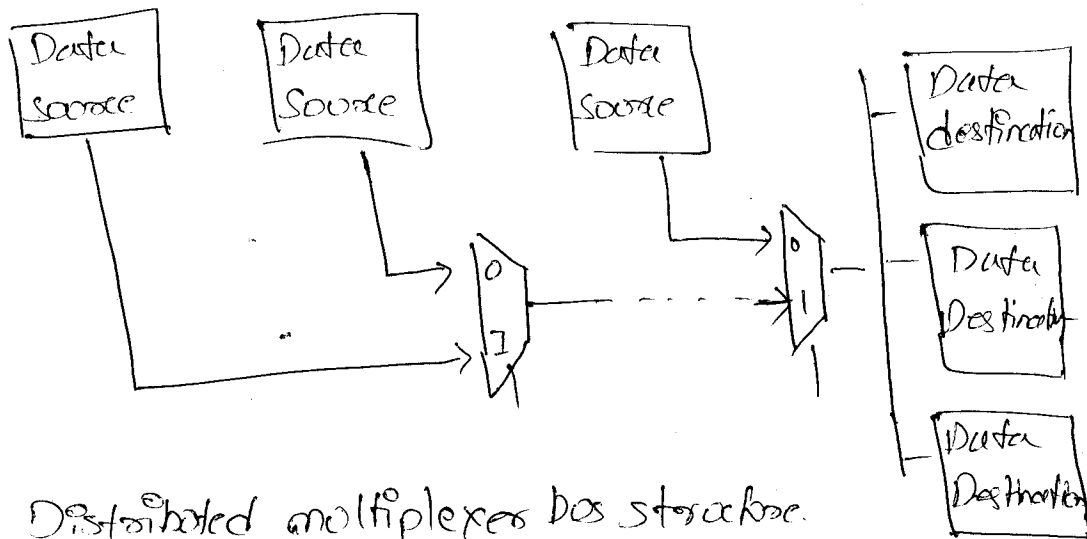 Data
source
Data
Source
Data
source
0
1
0
1
Data
destination
Data
Destination
Data
Destination
Distributed multiplexer bus structure.